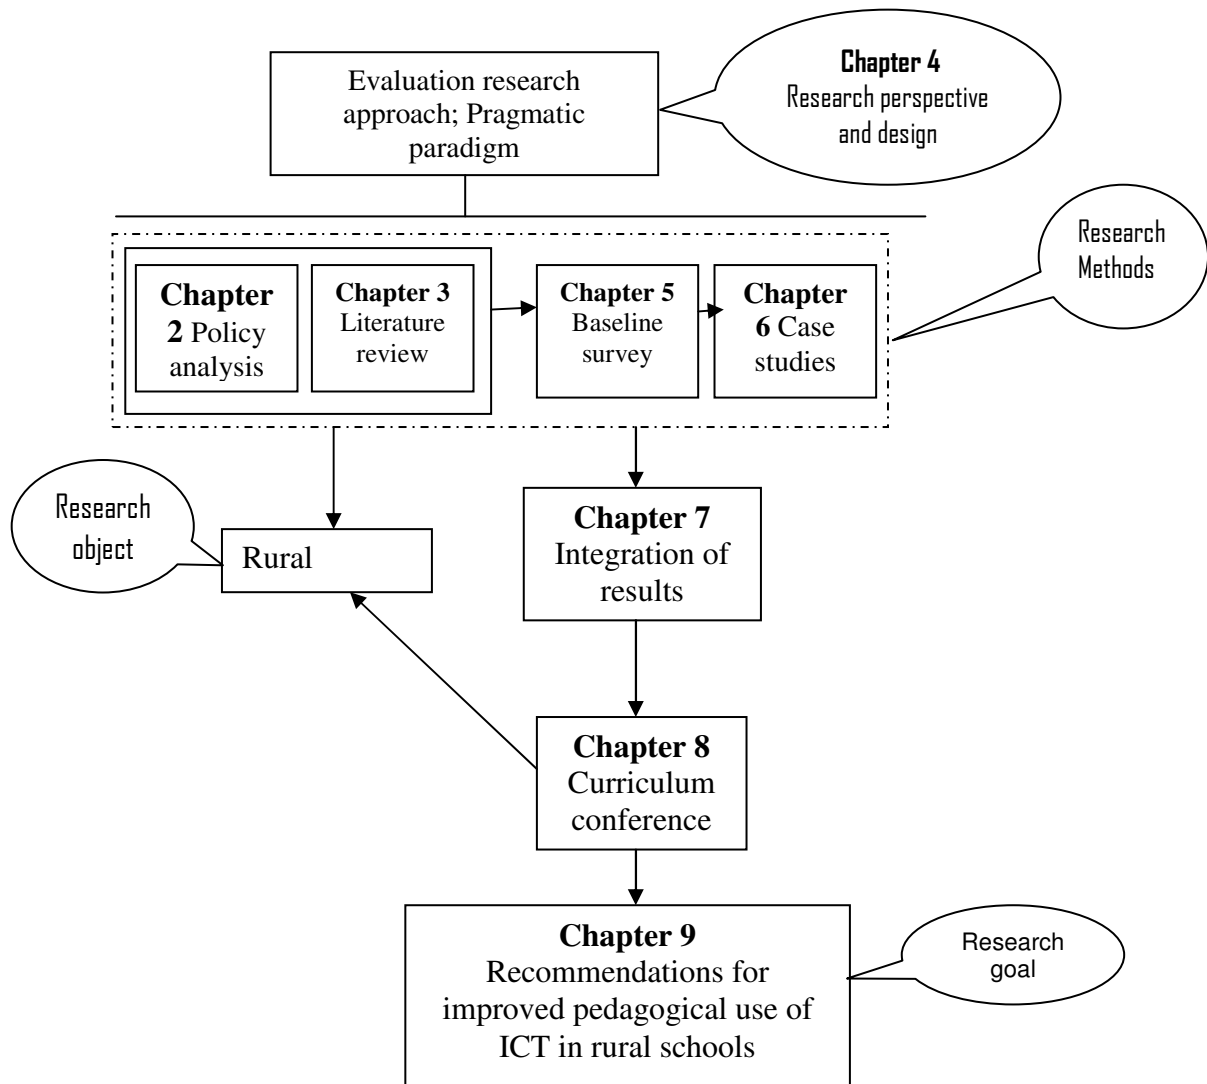 Evaluation research
approach; Pragmatic
paradigm
Chapter 4
Research perspective
and design
Research
Methods
Chapter
2 Policy
analysis
Chapter 3
Literature
review
Chapter 5
Baseline
survey
Chapter
6 Case
studies
Research
object
Rural
Chapter 7
Integration of
results
Chapter 8
Curriculum
conference
Chapter 9
Recommendations for
improved pedagogical use of
ICT in rural schools
Research
goal